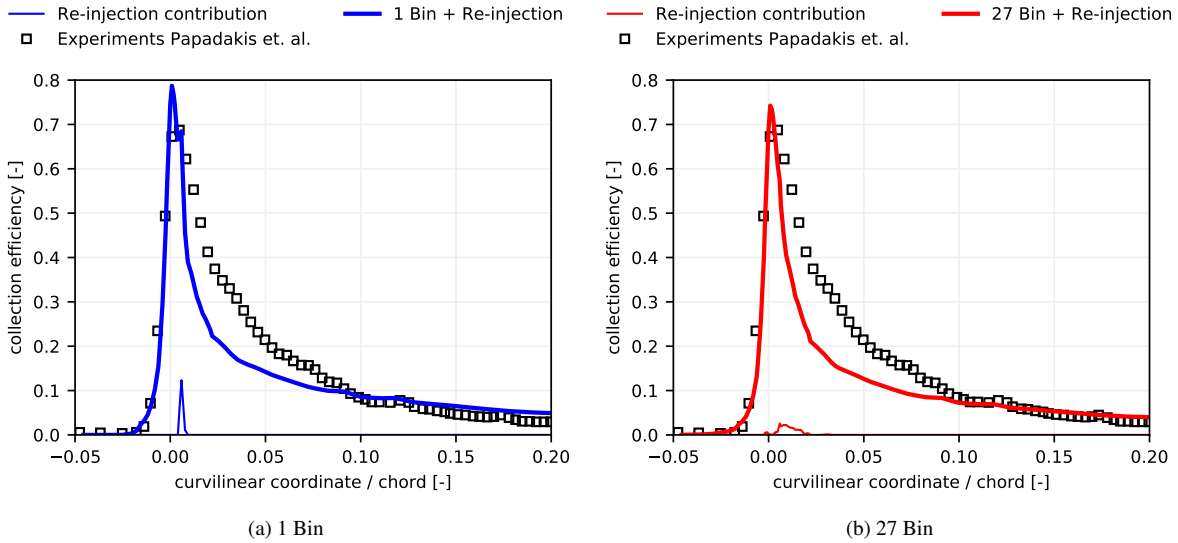 Re-injection contribution
1 Bin + Re-injection
Experiments Papadakis et. al.
Re-injection contribution
27 Bin + Re-injection
Experiments Papadakis et. al.
collection efficiency [-]
0.8
0.7
0.6
0.5
0.4
0.3
0.2
0.1
0.0
−0.05
0.00
0.05
0.10
0.15
0.20
curvilinear coordinate / chord [-]
(a) 1 Bin
collection efficiency [-]
0.8
0.7
0.6
0.5
0.4
0.3
0.2
0.1
0.0
−0.05
0.00
0.05
0.10
0.15
0.20
curvilinear coordinate / chord [-]
(b) 27 Bin